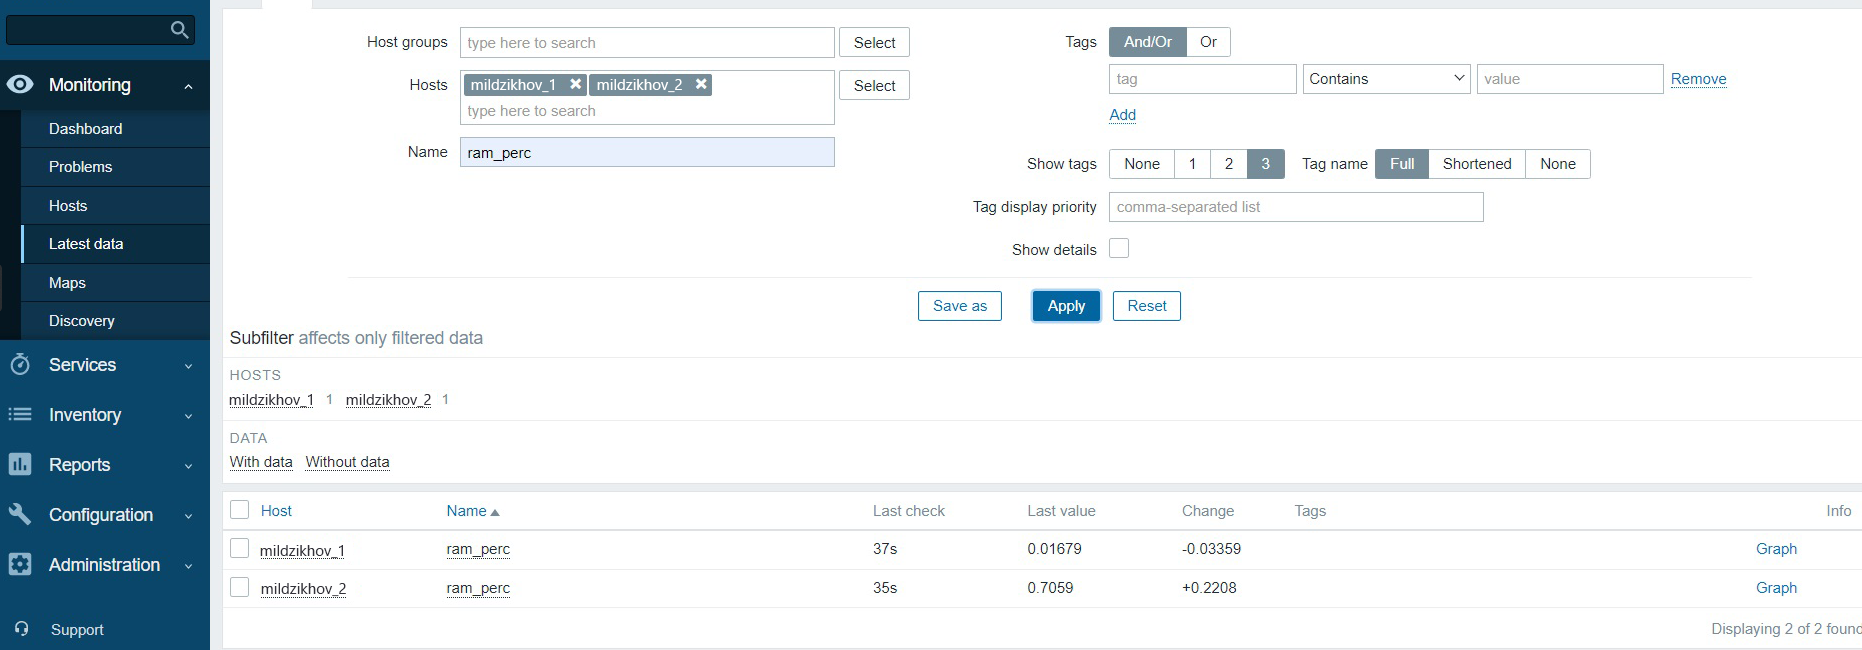 Monitoring
Dashboard
Problems
Hosts
Latest data
Maps
Discovery
Services
Inventory
Reports
Configuration
Administration
Support
Host groups type here to search Select
Hosts mildzikhov_1 mildzikhov_2 Select
type here to search
Name ram_perc
Tags And/Or Or
tag Contains value Remove
Add
Show tags None 1 2 3 Tag name Full Shortened None
Tag display priority comma-separated list
Show details
Save as Apply Reset
Subfilter affects only filtered data
HOSTS
mildzikhov_1 1 mildzikhov_2 1
DATA
With data Without data
Host Name Last check Last value Change Tags Info
mildzikhov_1 ram_perc 37s 0.01679 -0.03359 Graph
mildzikhov_2 ram_perc 35s 0.7059 +0.2208 Graph
Displaying 2 of 2 found